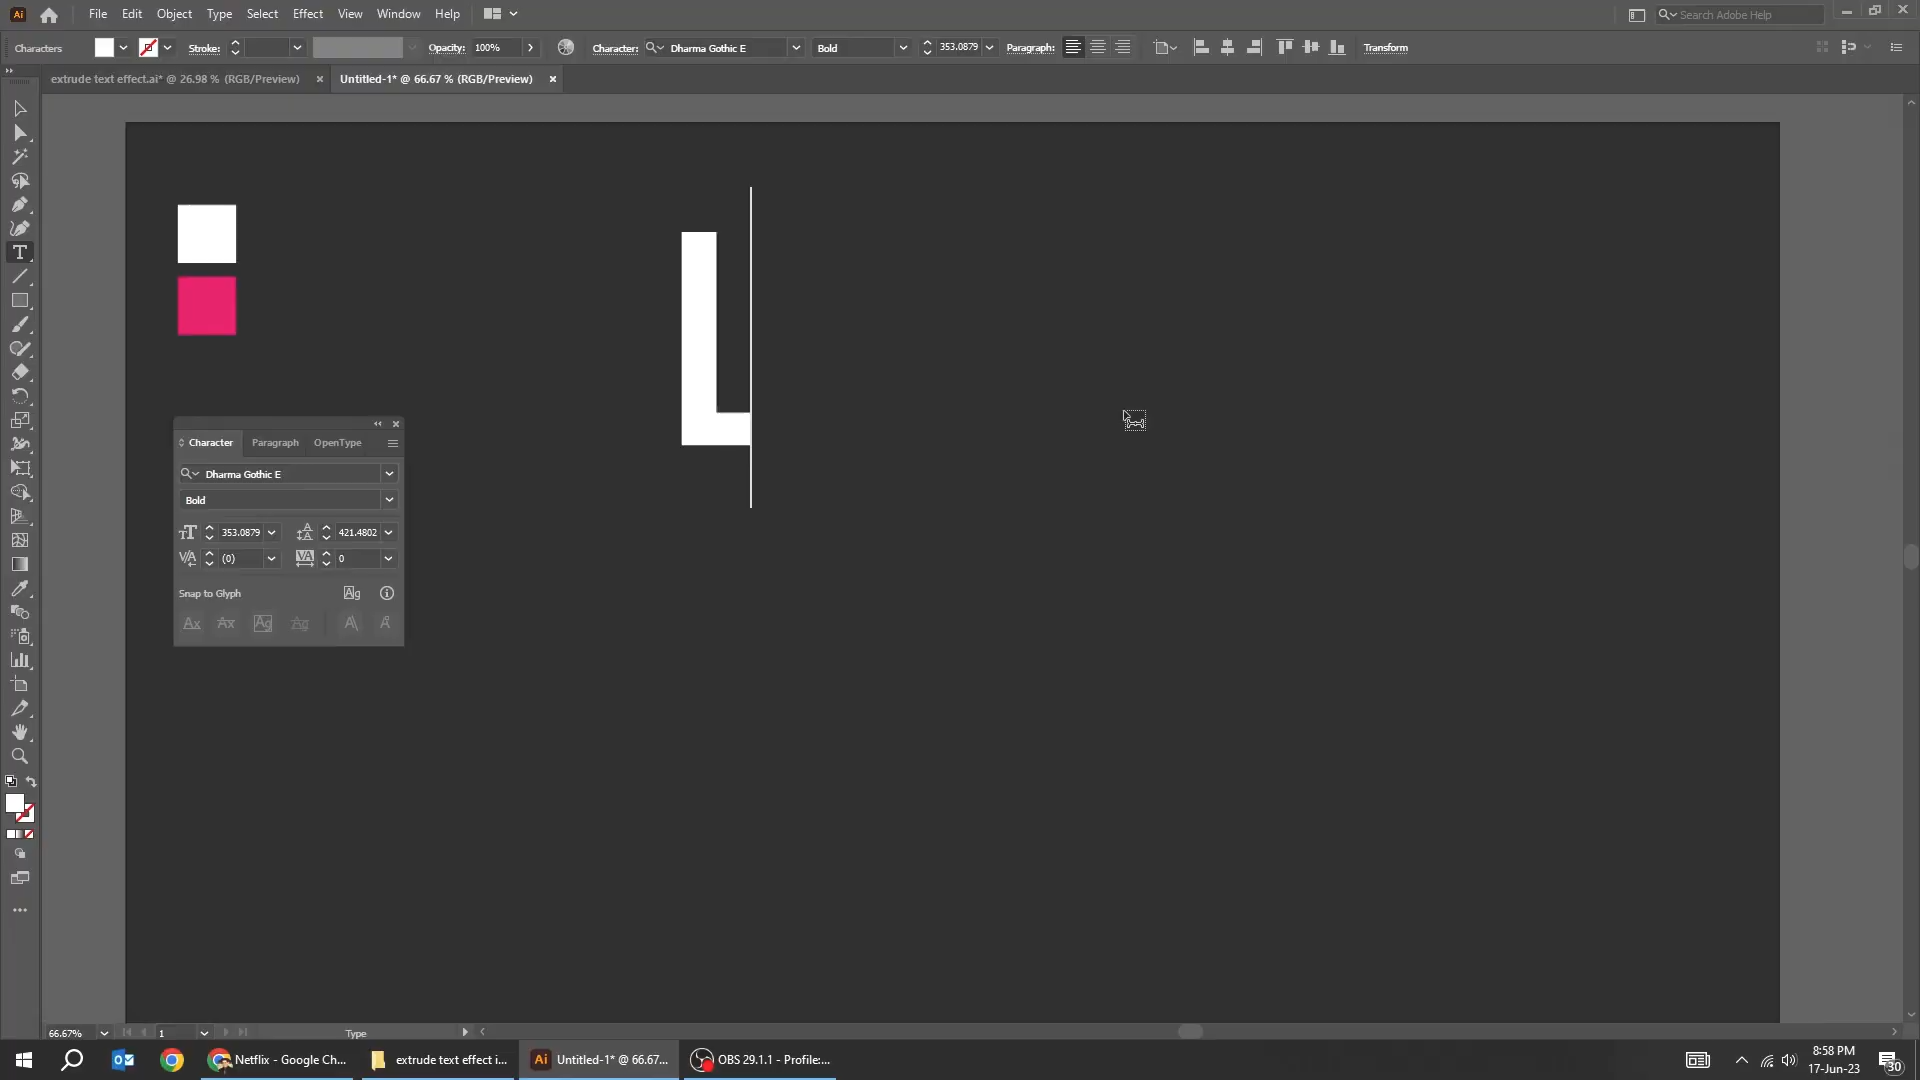 Ai File Edit Object Type Select Effect View Window Help Search Adobe Help
Characters Stroke: Opacity: 100% Character: Dharma Gothic E Bold 353.0879 Paragraph: Transform
extrude text effect.ai* @ 26.98 % (RGB/Preview) Untitled-1* @ 66.67 % (RGB/Preview)
L
Character Paragraph OpenType
Dharma Gothic E
Bold
353.0879 421.4802
(0) 0
Snap to Glyph
66.67% 1 Type
Netflix - Google Ch... extrude text effect i... Ai Untitled-1* @ 66.67... OBS 29.1.1 - Profile:...
8:58 PM
17-Jun-23
30